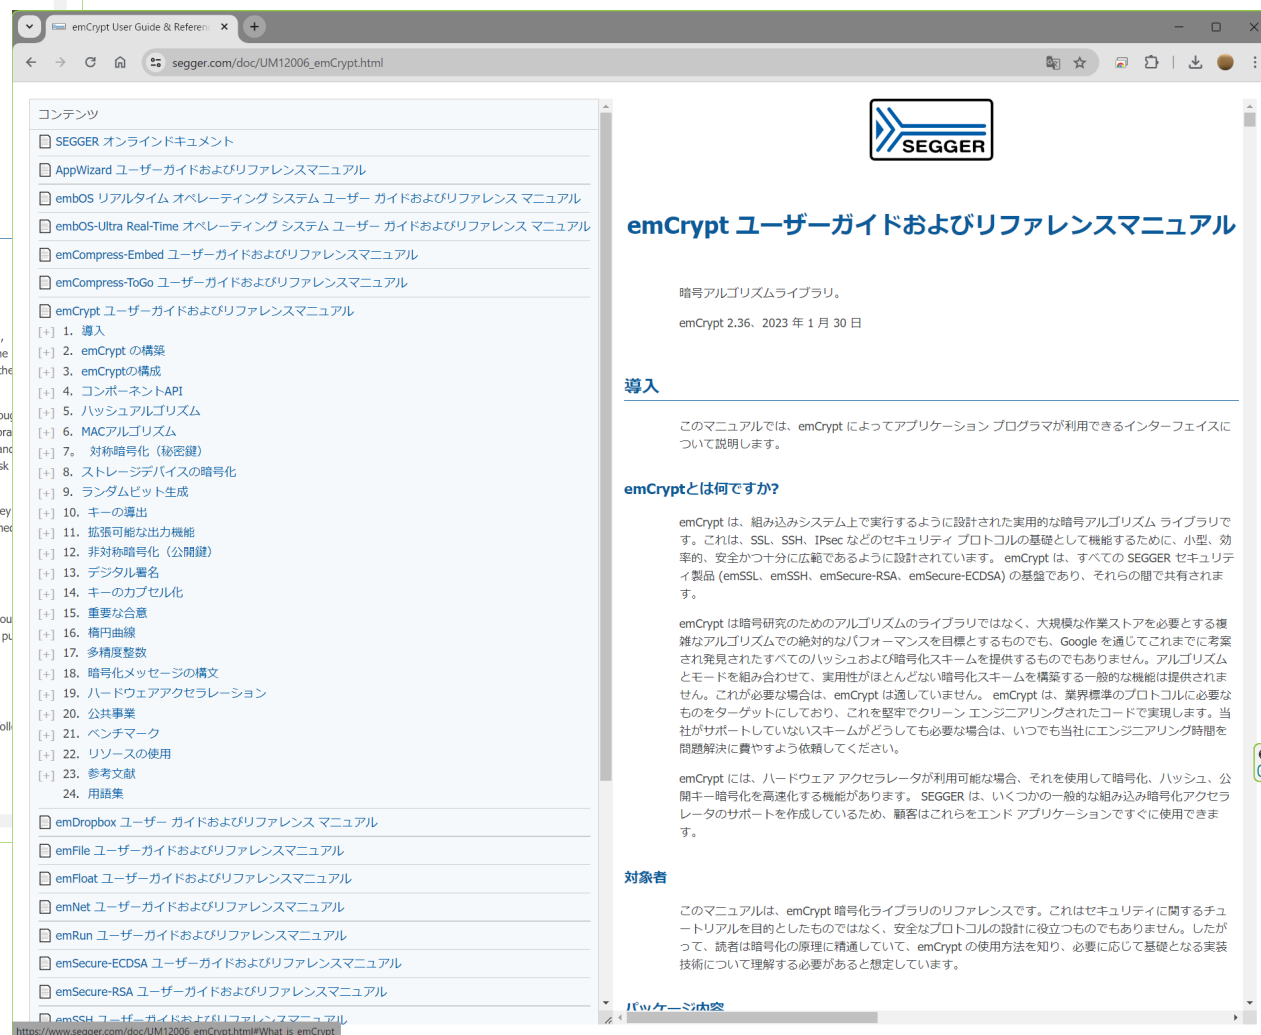 emCrypt User Guide & Referen
segger.com/doc/UM12006_emCrypt.html
コンテンツ
SEGGER オンラインドキュメント
AppWizard ユーザーガイドおよびリファレンスマニュアル
embOS リアルタイム オペレーティング システム ユーザー ガイドおよびリファレンス マニュアル
embOS-Ultra Real-Time オペレーティング システム ユーザー ガイドおよびリファレンス マニュアル
emCompress-Embed ユーザーガイドおよびリファレンスマニュアル
emCompress-ToGo ユーザーガイドおよびリファレンスマニュアル
emCrypt ユーザーガイドおよびリファレンスマニュアル
[+] 1. 導入
[+] 2. emCrypt の構築
[+] 3. emCryptの構成
[+] 4. コンポーネントAPI
[+] 5. ハッシュアルゴリズム
[+] 6. MACアルゴリズム
[+] 7。 対称暗号化（秘密鍵）
[+] 8. ストレージデバイスの暗号化
[+] 9. ランダムビット生成
[+] 10. キーの導出
[+] 11. 拡張可能な出力機能
[+] 12. 非対称暗号化（公開鍵）
[+] 13. デジタル署名
[+] 14. キーのカプセル化
[+] 15. 重要な合意
[+] 16. 楕円曲線
[+] 17. 多精度整数
[+] 18. 暗号化メッセージの構文
[+] 19. ハードウェアアクセラレーション
[+] 20. 公共事業
[+] 21. ベンチマーク
[+] 22. リソースの使用
[+] 23. 参考文献
24. 用語集
emDropbox ユーザー ガイドおよびリファレンス マニュアル
emFile ユーザーガイドおよびリファレンスマニュアル
emFloat ユーザーガイドおよびリファレンスマニュアル
emNet ユーザーガイドおよびリファレンスマニュアル
emRun ユーザーガイドおよびリファレンスマニュアル
emSecure-ECDSA ユーザーガイドおよびリファレンスマニュアル
emSecure-RSA ユーザーガイドおよびリファレンスマニュアル
emSSH ユーザーガイドおよびリファレンスマニュアル
https://www.segger.com/doc/UM12006_emCrypt.html#What_is_emCrypt
SEGGER
emCrypt ユーザーガイドおよびリファレンスマニュアル
暗号アルゴリズムライブラリ。
emCrypt 2.36、2023 年 1 月 30 日
導入
このマニュアルでは、emCrypt によってアプリケーション プログラマが利用できるインターフェイスに
ついて説明します。
emCryptとは何ですか?
emCrypt は、組み込みシステム上で実行するように設計された実用的な暗号アルゴリズム ライブラリで
す。これは、SSL、SSH、IPsec などのセキュリティ プロトコルの基礎として機能するために、小型、効
率的、安全かつ十分に広範であるように設計されています。 emCrypt は、すべての SEGGER セキュリテ
ィ製品 (emSSL、emSSH、emSecure-RSA、emSecure-ECDSA) の基盤であり、それらの間で共有されま
す。
emCrypt は暗号研究のためのアルゴリズムのライブラリではなく、大規模な作業ストアを必要とする複
雑なアルゴリズムでの絶対的なパフォーマンスを目標とするものでも、Google を通じてこれまでに考案
され発見されたすべてのハッシュおよび暗号化スキームを提供するものでもありません。アルゴリズム
とモードを組み合わせて、実用性がほとんどない暗号化スキームを構築する一般的な機能は提供されま
せん。これが必要な場合は、emCrypt は適していません。 emCrypt は、業界標準のプロトコルに必要な
ものをターゲットにしており、これを堅牢でクリーン エンジニアリングされたコードで実現します。当
社がサポートしていないスキームがどうしても必要な場合は、いつでも当社にエンジニアリング時間を
問題解決に費やすよう依頼してください。
emCrypt には、ハードウェア アクセラレータが利用可能な場合、それを使用して暗号化、ハッシュ、公
開キー暗号化を高速化する機能があります。 SEGGER は、いくつかの一般的な組み込み暗号化アクセラ
レータのサポートを作成しているため、顧客はこれらをエンド アプリケーションですぐに使用できま
す。
対象者
このマニュアルは、emCrypt 暗号化ライブラリのリファレンスです。これはセキュリティに関するチュ
ートリアルを目的としたものではなく、安全なプロトコルの設計に役立つものでもありません。したが
って、読者は暗号化の原理に精通していて、emCrypt の使用方法を知り、必要に応じて基礎となる実装
技術について理解する必要があると想定しています。
パッケージ内容